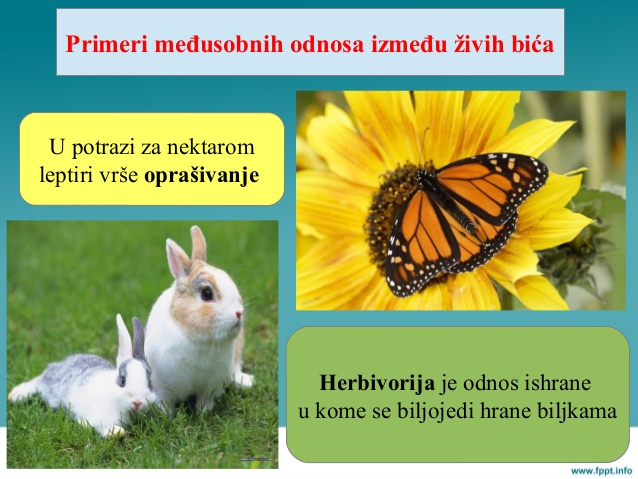 Primeri međusobnih odnosa između živih bića
U potrazi za nektarom
leptiri vrše oprašivanje
Herbivorija je odnos ishrane
u kome se biljojedi hrane biljkama
www.fppt.info